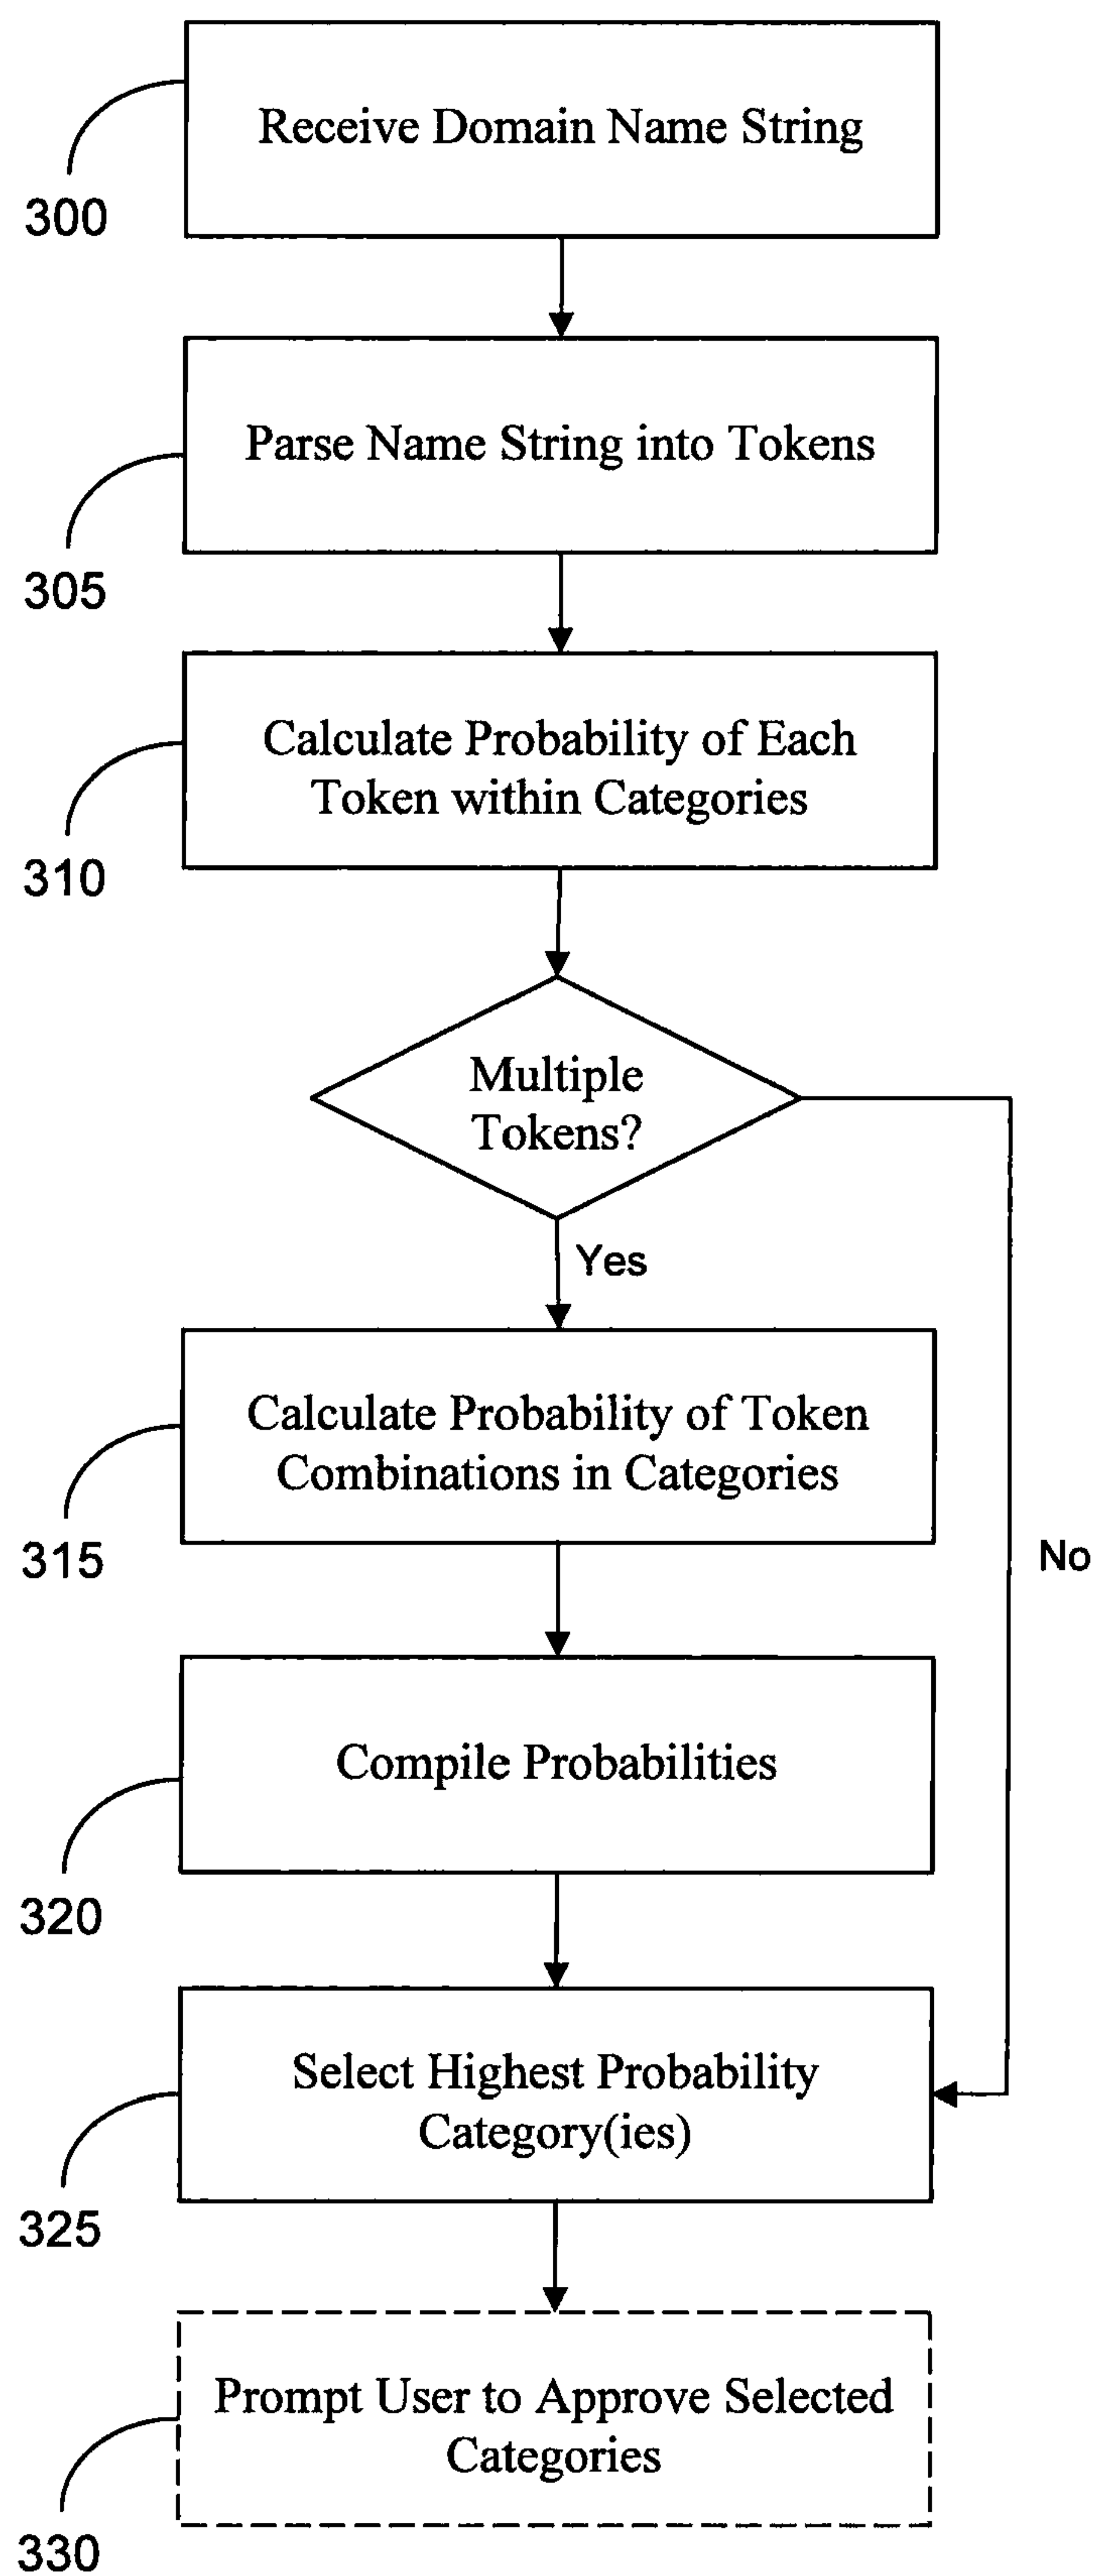 Receive Domain Name String
300
Parse Name String into Tokens
305
Calculate Probability of Each
Token within Categories
310
Multiple
Tokens?
Yes
Calculate Probability of Token
Combinations in Categories
315
No
Compile Probabilities
320
Select Highest Probability
Category(ies)
325
Prompt User to Approve Selected
Categories
330